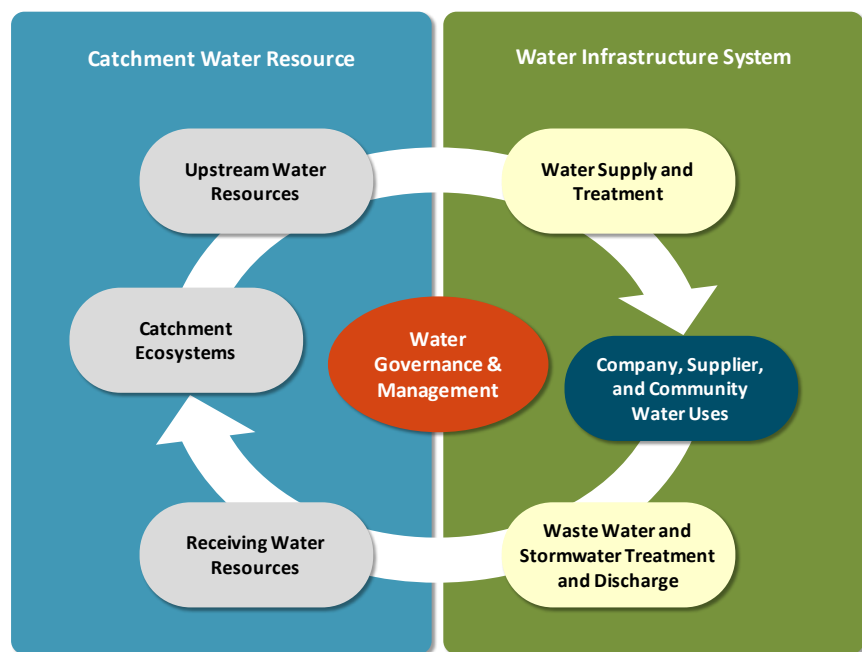 Catchment Water Resource
Water Infrastructure System
Upstream Water
Resources
Water Supply and
Treatment
Catchment
Ecosystems
Water
Governance &
Management
Company, Supplier,
and Community
Water Uses
Receiving Water
Resources
Waste Water and
Stormwater Treatment
and Discharge